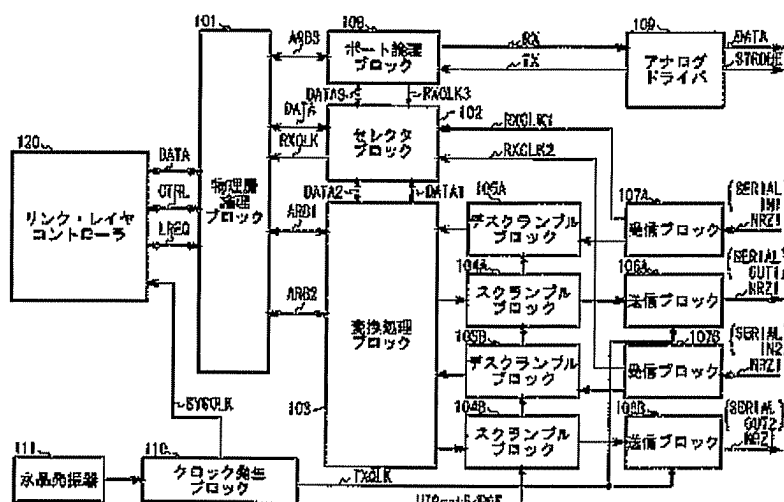 101
108
109
ARB3
ポート論理
ブロック
RX
TX
アナログ
ドライバ
DATA
STROBE
DATA3
RXCLK3
102
120
DATA
RXCLK
セレクタ
ブロック
RXCLK1
RXCLK2
DATA
CTRL
LREQ
リンク・レイヤ
コントローラ
物理層
論理
ブロック
DATA2
DATA1
ARB1
105A
デスクランブル
ブロック
107A
受信ブロック
SERIAL
IN1
NRZI
104A
スクランブル
ブロック
106A
送信ブロック
SERIAL
OUT1
NRZI
ARB2
変換処理
ブロック
105B
デスクランブル
ブロック
107B
受信ブロック
SERIAL
IN2
NRZI
103
104B
スクランブル
ブロック
106B
送信ブロック
SERIAL
OUT2
NRZI
SYSCLK
111
水晶発振器
110
クロック発生
ブロック
TXCLK